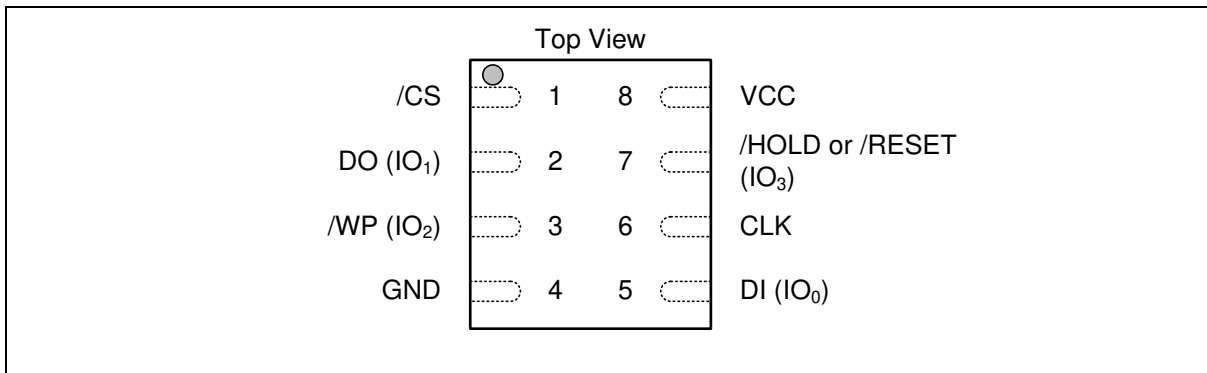 Top View
/CS 1 8 VCC
DO (IO₁) 2 7 /HOLD or /RESET
(IO₃)
/WP (IO₂) 3 6 CLK
GND 4 5 DI (IO₀)